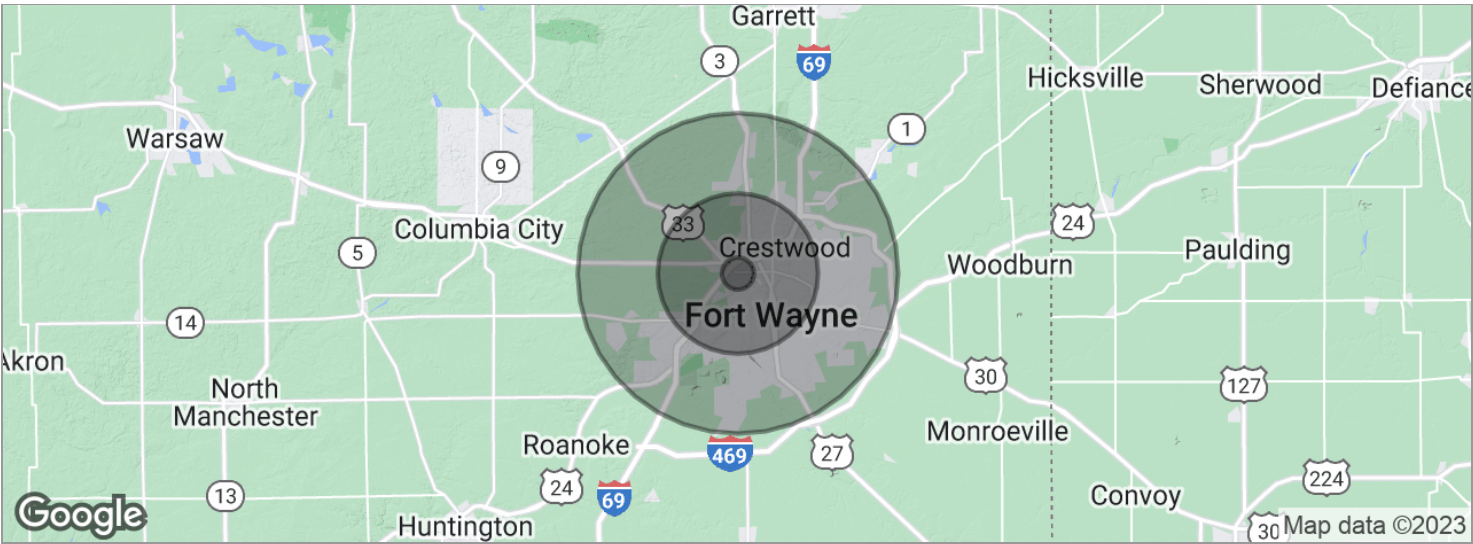 Garrett
3
69
Hicksville
Sherwood
Defiance
Warsaw
1
9
33
24
Columbia City
Crestwood
5
Woodburn
Paulding
14
Fort Wayne
Akron
30
127
North
Manchester
Roanoke
469
27
Monroeville
24
69
224
13
Convoy
Google
Huntington
30
Map data ©2023